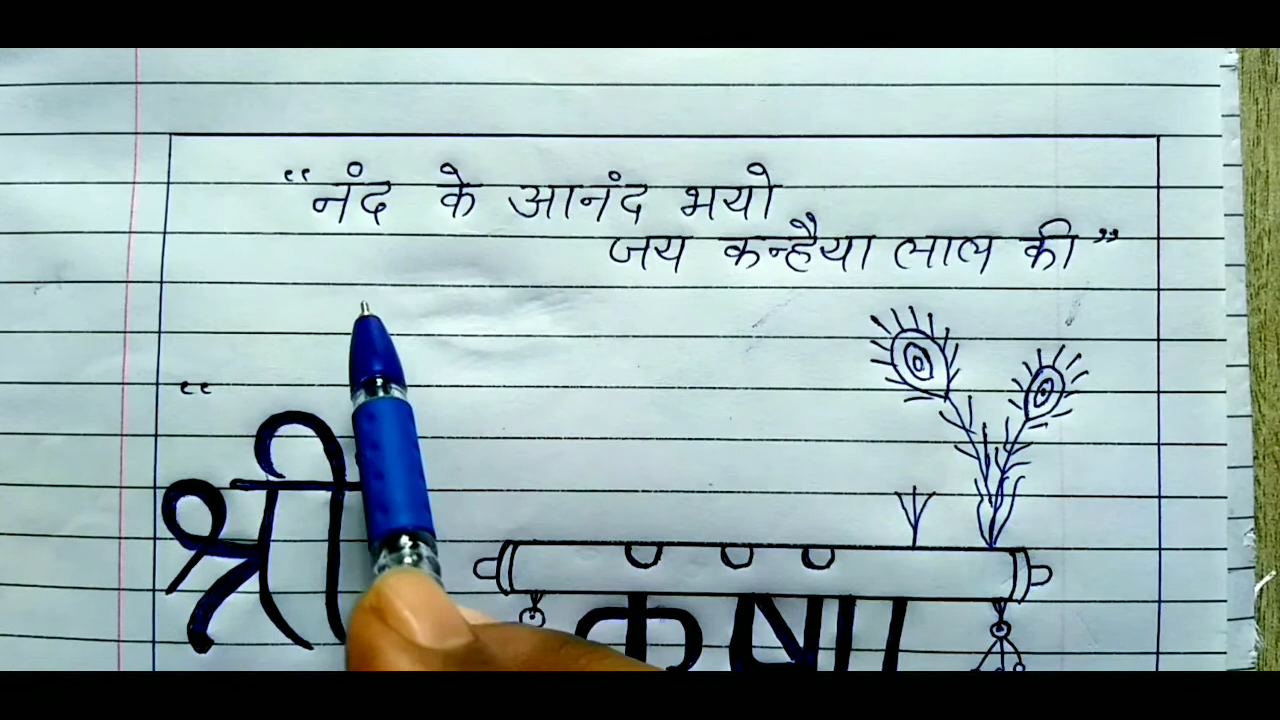 “नंद के आनंद भयो
जय कन्हैया लाल की”
“
श्री कृष्णा